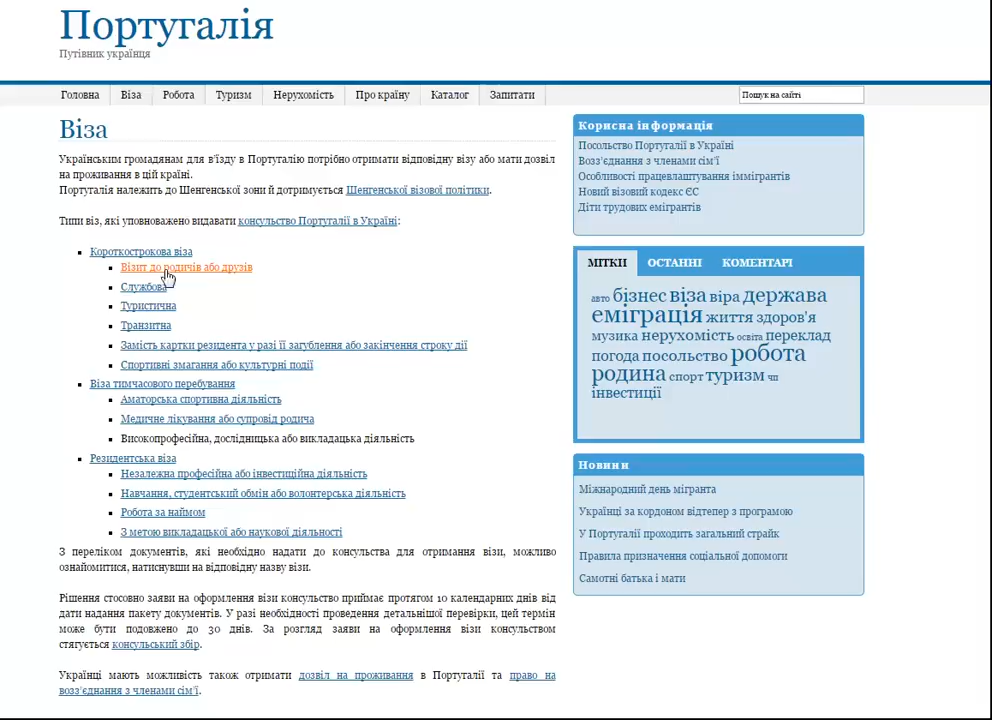 Португалія
Путівник українця
Головна Віза Робота Туризм Нерухомість Про країну Каталог Запитати
Пошук на сайті
Віза
Українським громадянам для в'їзду в Португалію потрібно отримати відповідну візу або мати дозвіл
на проживання в цій країні.
Португалія належить до Шенгенської зони й дотримується Шенгенської візової політики.
Типи віз, які уповноважено видавати консульство Португалії в Україні:
Короткострокова віза
Візит до родичів або друзів
Службова
Туристична
Транзитна
Замість картки резидента у разі її загублення або закінчення строку дії
Спортивні змагання або культурні події
Віза тимчасового перебування
Аматорська спортивна діяльність
Медичне лікування або супровід родича
Високопрофесійна, дослідницька або викладацька діяльність
Резидентська віза
Незалежна професійна або інвестиційна діяльність
Навчання, студентський обмін або волонтерська діяльність
Робота за наймом
З метою викладацької або наукової діяльності
З переліком документів, які необхідно надати до консульства для отримання візи, можливо
ознайомитися, натиснувши на відповідну назву візи.
Рішення стосовно заяви на оформлення візи консульство приймає протягом 10 календарних днів від
дати надання пакету документів. У разі необхідності проведення детальнішої перевірки, цей термін
може бути подовжено до 30 днів. За розгляд заяви на оформлення візи консульством
стягується консульський збір.
Українці мають можливість також отримати дозвіл на проживання в Португалії та право на
возз'єднання з членами сім'ї.
Корисна інформація
Посольство Португалії в Україні
Возз'єднання з членами сім'ї
Особливості працевлаштування іммігрантів
Новий візовий кодекс ЄС
Діти трудових емігрантів
МІТКИ ОСТАННІ КОМЕНТАРІ
авто бізнес віза віра держава
еміграція життя здоров'я
музика нерухомість освіта переклад
погода посольство робота
родина спорт туризм чп
інвестиції
Новини
Міжнародний день мігранта
Українці за кордоном відтепер з програмою
У Португалії проходить загальний страйк
Правила призначення соціальної допомоги
Самотні батька і мати